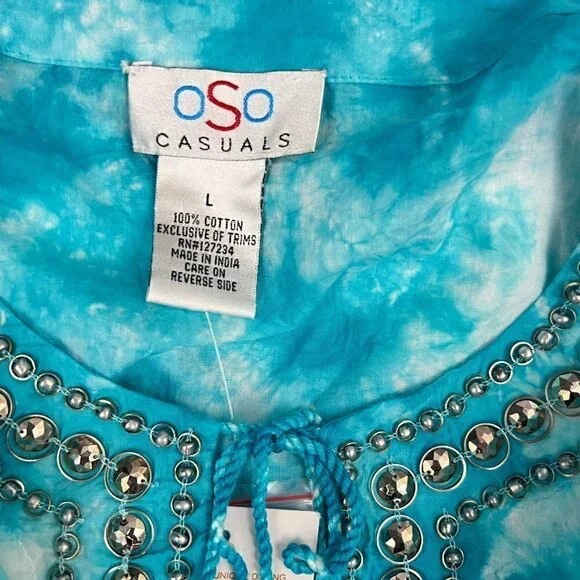 oSo
CASUALS
L
100% COTTON
EXCLUSIVE OF TRIMS
RN#127234
MADE IN INDIA
CARE ON
REVERSE SIDE